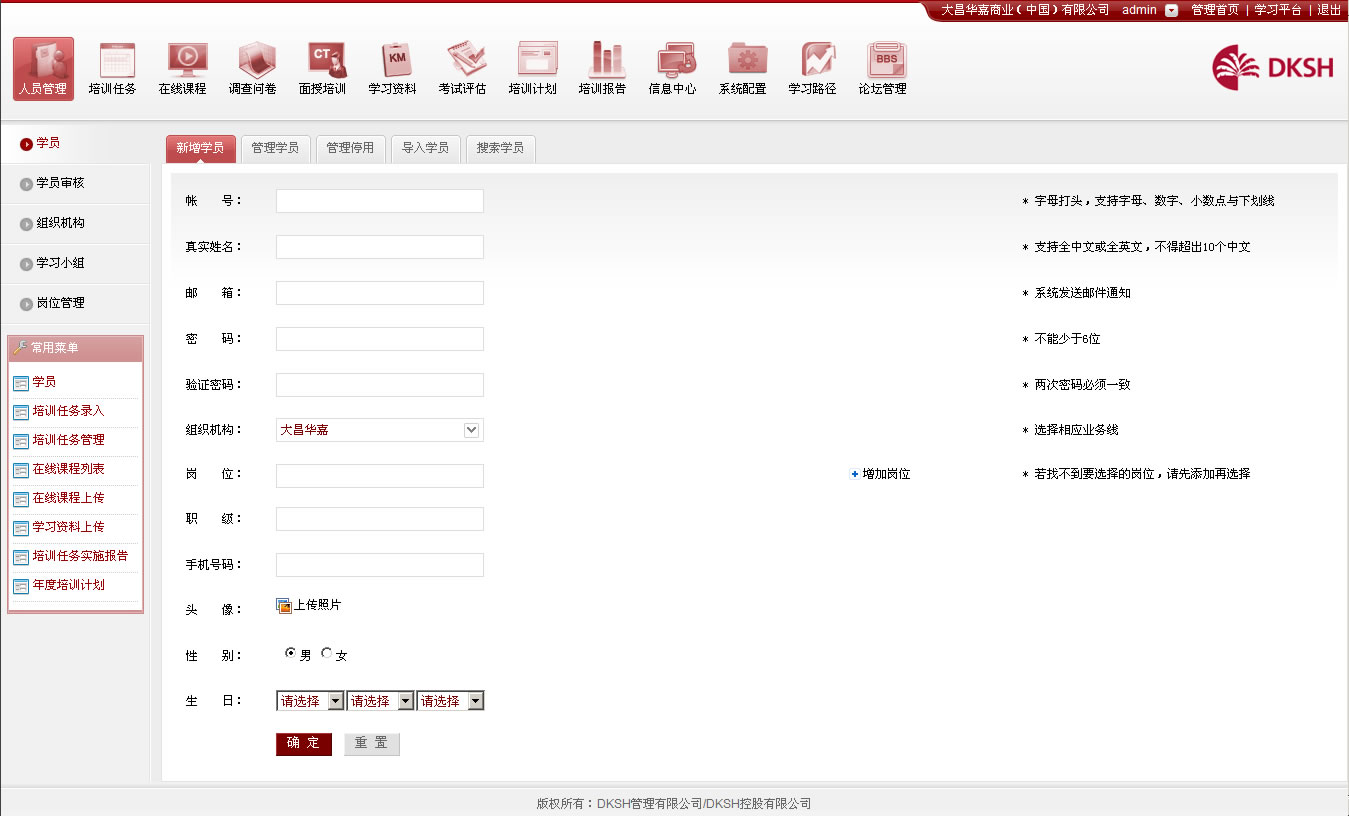 大昌华嘉商业（中国）有限公司 admin 管理首页 | 学习平台 | 退出
CT KM BBS
DKSH
人员管理 培训任务 在线课程 调查问卷 面授培训 学习资料 考试评估 培训计划 培训报告 信息中心 系统配置 学习路径 论坛管理
学员
学员审核
组织机构
学习小组
岗位管理
常用菜单
学员
培训任务录入
培训任务管理
在线课程列表
在线课程上传
学习资料上传
培训任务实施报告
年度培训计划
新增学员 管理学员 管理停用 导入学员 搜索学员
帐 号： * 字母打头，支持字母、数字、小数点与下划线
真实姓名： * 支持全中文或全英文，不得超出10个中文
邮 箱： * 系统发送邮件通知
密 码： * 不能少于6位
验证密码： * 两次密码必须一致
组织机构： 大昌华嘉 * 选择相应业务线
岗 位： 增加岗位 * 若找不到要选择的岗位，请先添加再选择
职 级：
手机号码：
头 像： 上传照片
性 别： 男 女
生 日： 请选择 请选择 请选择
确 定 重 置
版权所有：DKSH管理有限公司/DKSH控股有限公司